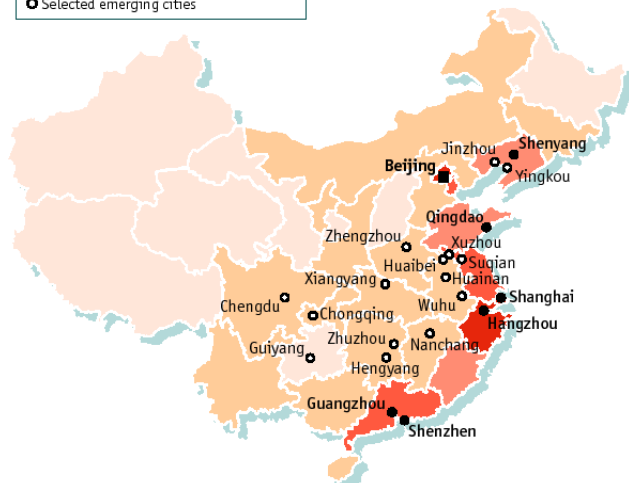 Selected emerging cities
Jinzhou
Shenyang
Beijing
Yingkou
Qingdao
Zhengzhou
Xuzhou
Huaibei
Suqian
Xiangyang
Huainan
Chengdu
Wuhu
Shanghai
Chongqing
Hangzhou
Guiyang
Zhuzhou
Nanchang
Hengyang
Guangzhou
Shenzhen